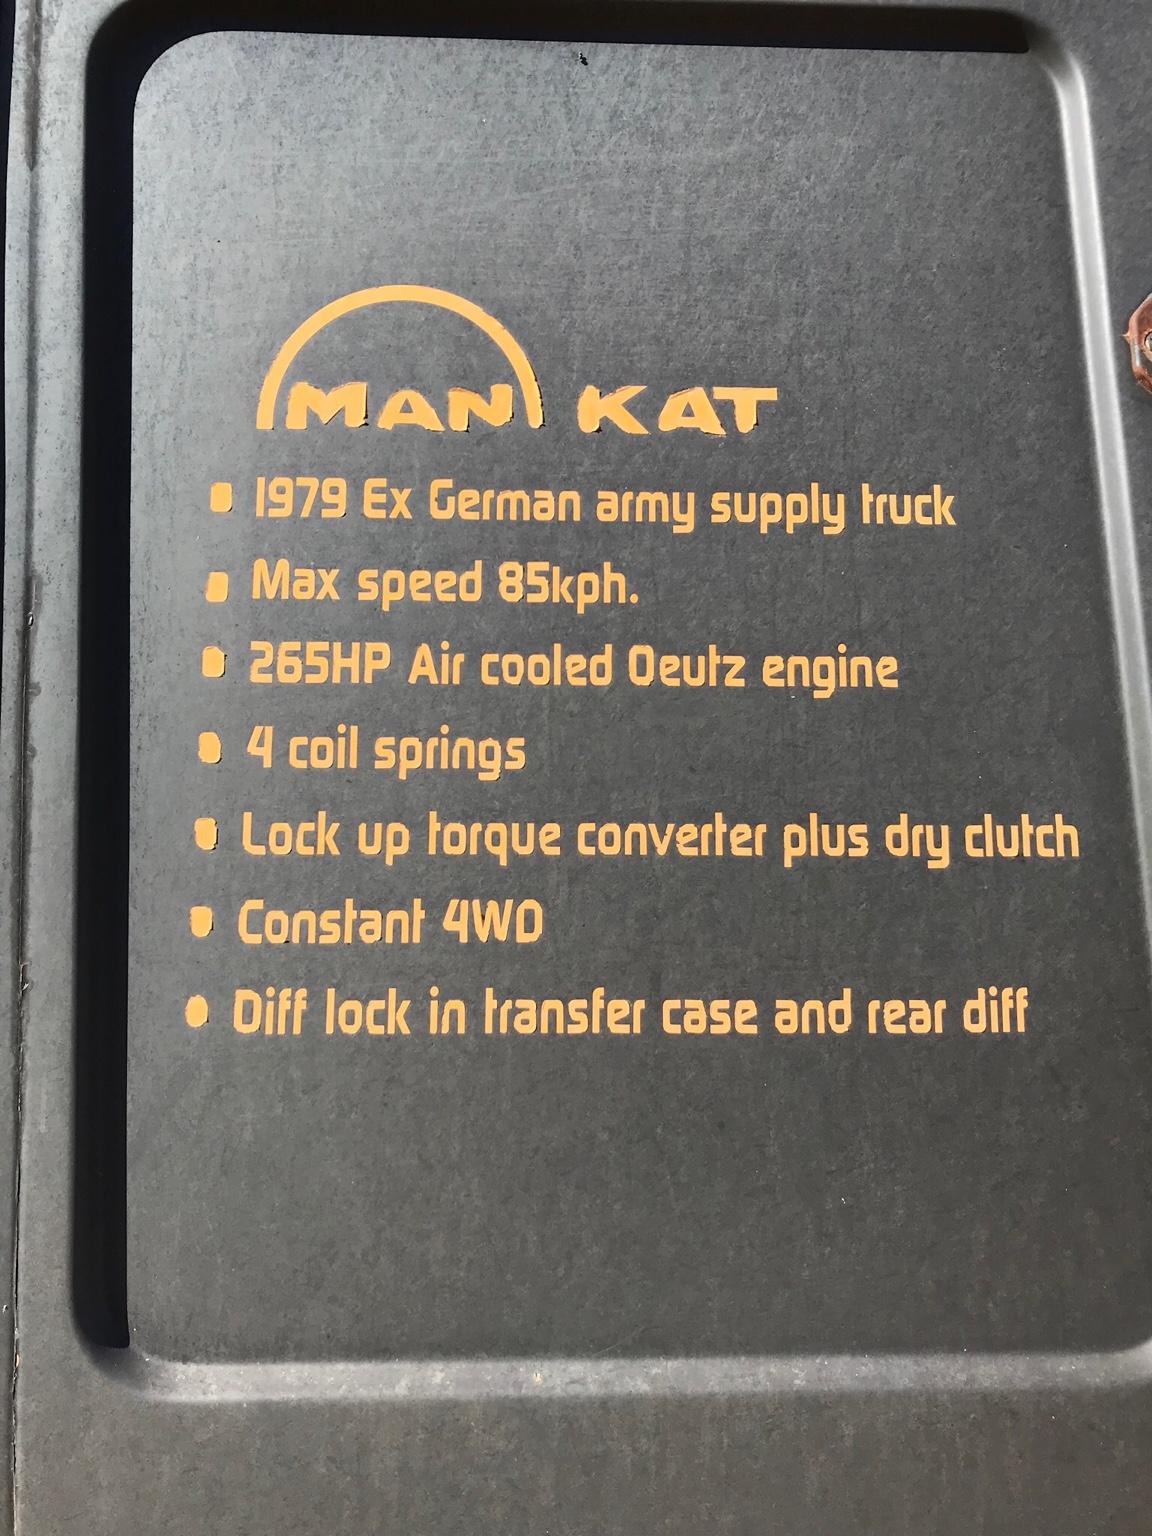 MAN KAT
1979 Ex German army supply truck
Max speed 85kph.
265HP Air cooled Deutz engine
4 coil springs
Lock up torque converter plus dry clutch
Constant 4WD
Diff lock in transfer case and rear diff